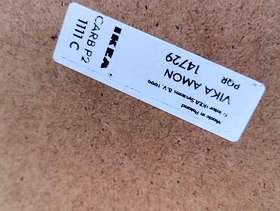 VIKA AMON
PQR 14729
© Inter IKEA Systems B.V. 1999
Made in Poland
IKEA
CARB P2
1111 C